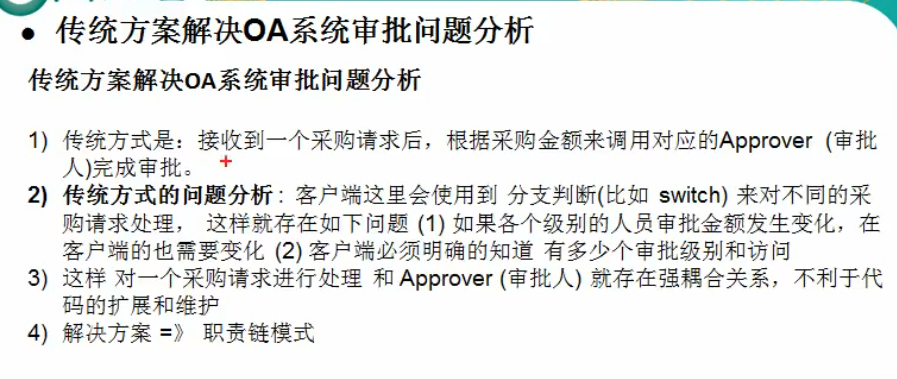 ● 传统方案解决OA系统审批问题分析
传统方案解决OA系统审批问题分析
1) 传统方式是：接收到一个采购请求后，根据采购金额来调用对应的Approver (审批
人)完成审批。
2) 传统方式的问题分析 : 客户端这里会使用到 分支判断(比如 switch) 来对不同的采
购请求处理， 这样就存在如下问题 (1) 如果各个级别的人员审批金额发生变化，在
客户端的也需要变化 (2) 客户端必须明确的知道 有多少个审批级别和访问
3) 这样 对一个采购请求进行处理 和 Approver (审批人) 就存在强耦合关系，不利于代
码的扩展和维护
4) 解决方案 =》 职责链模式